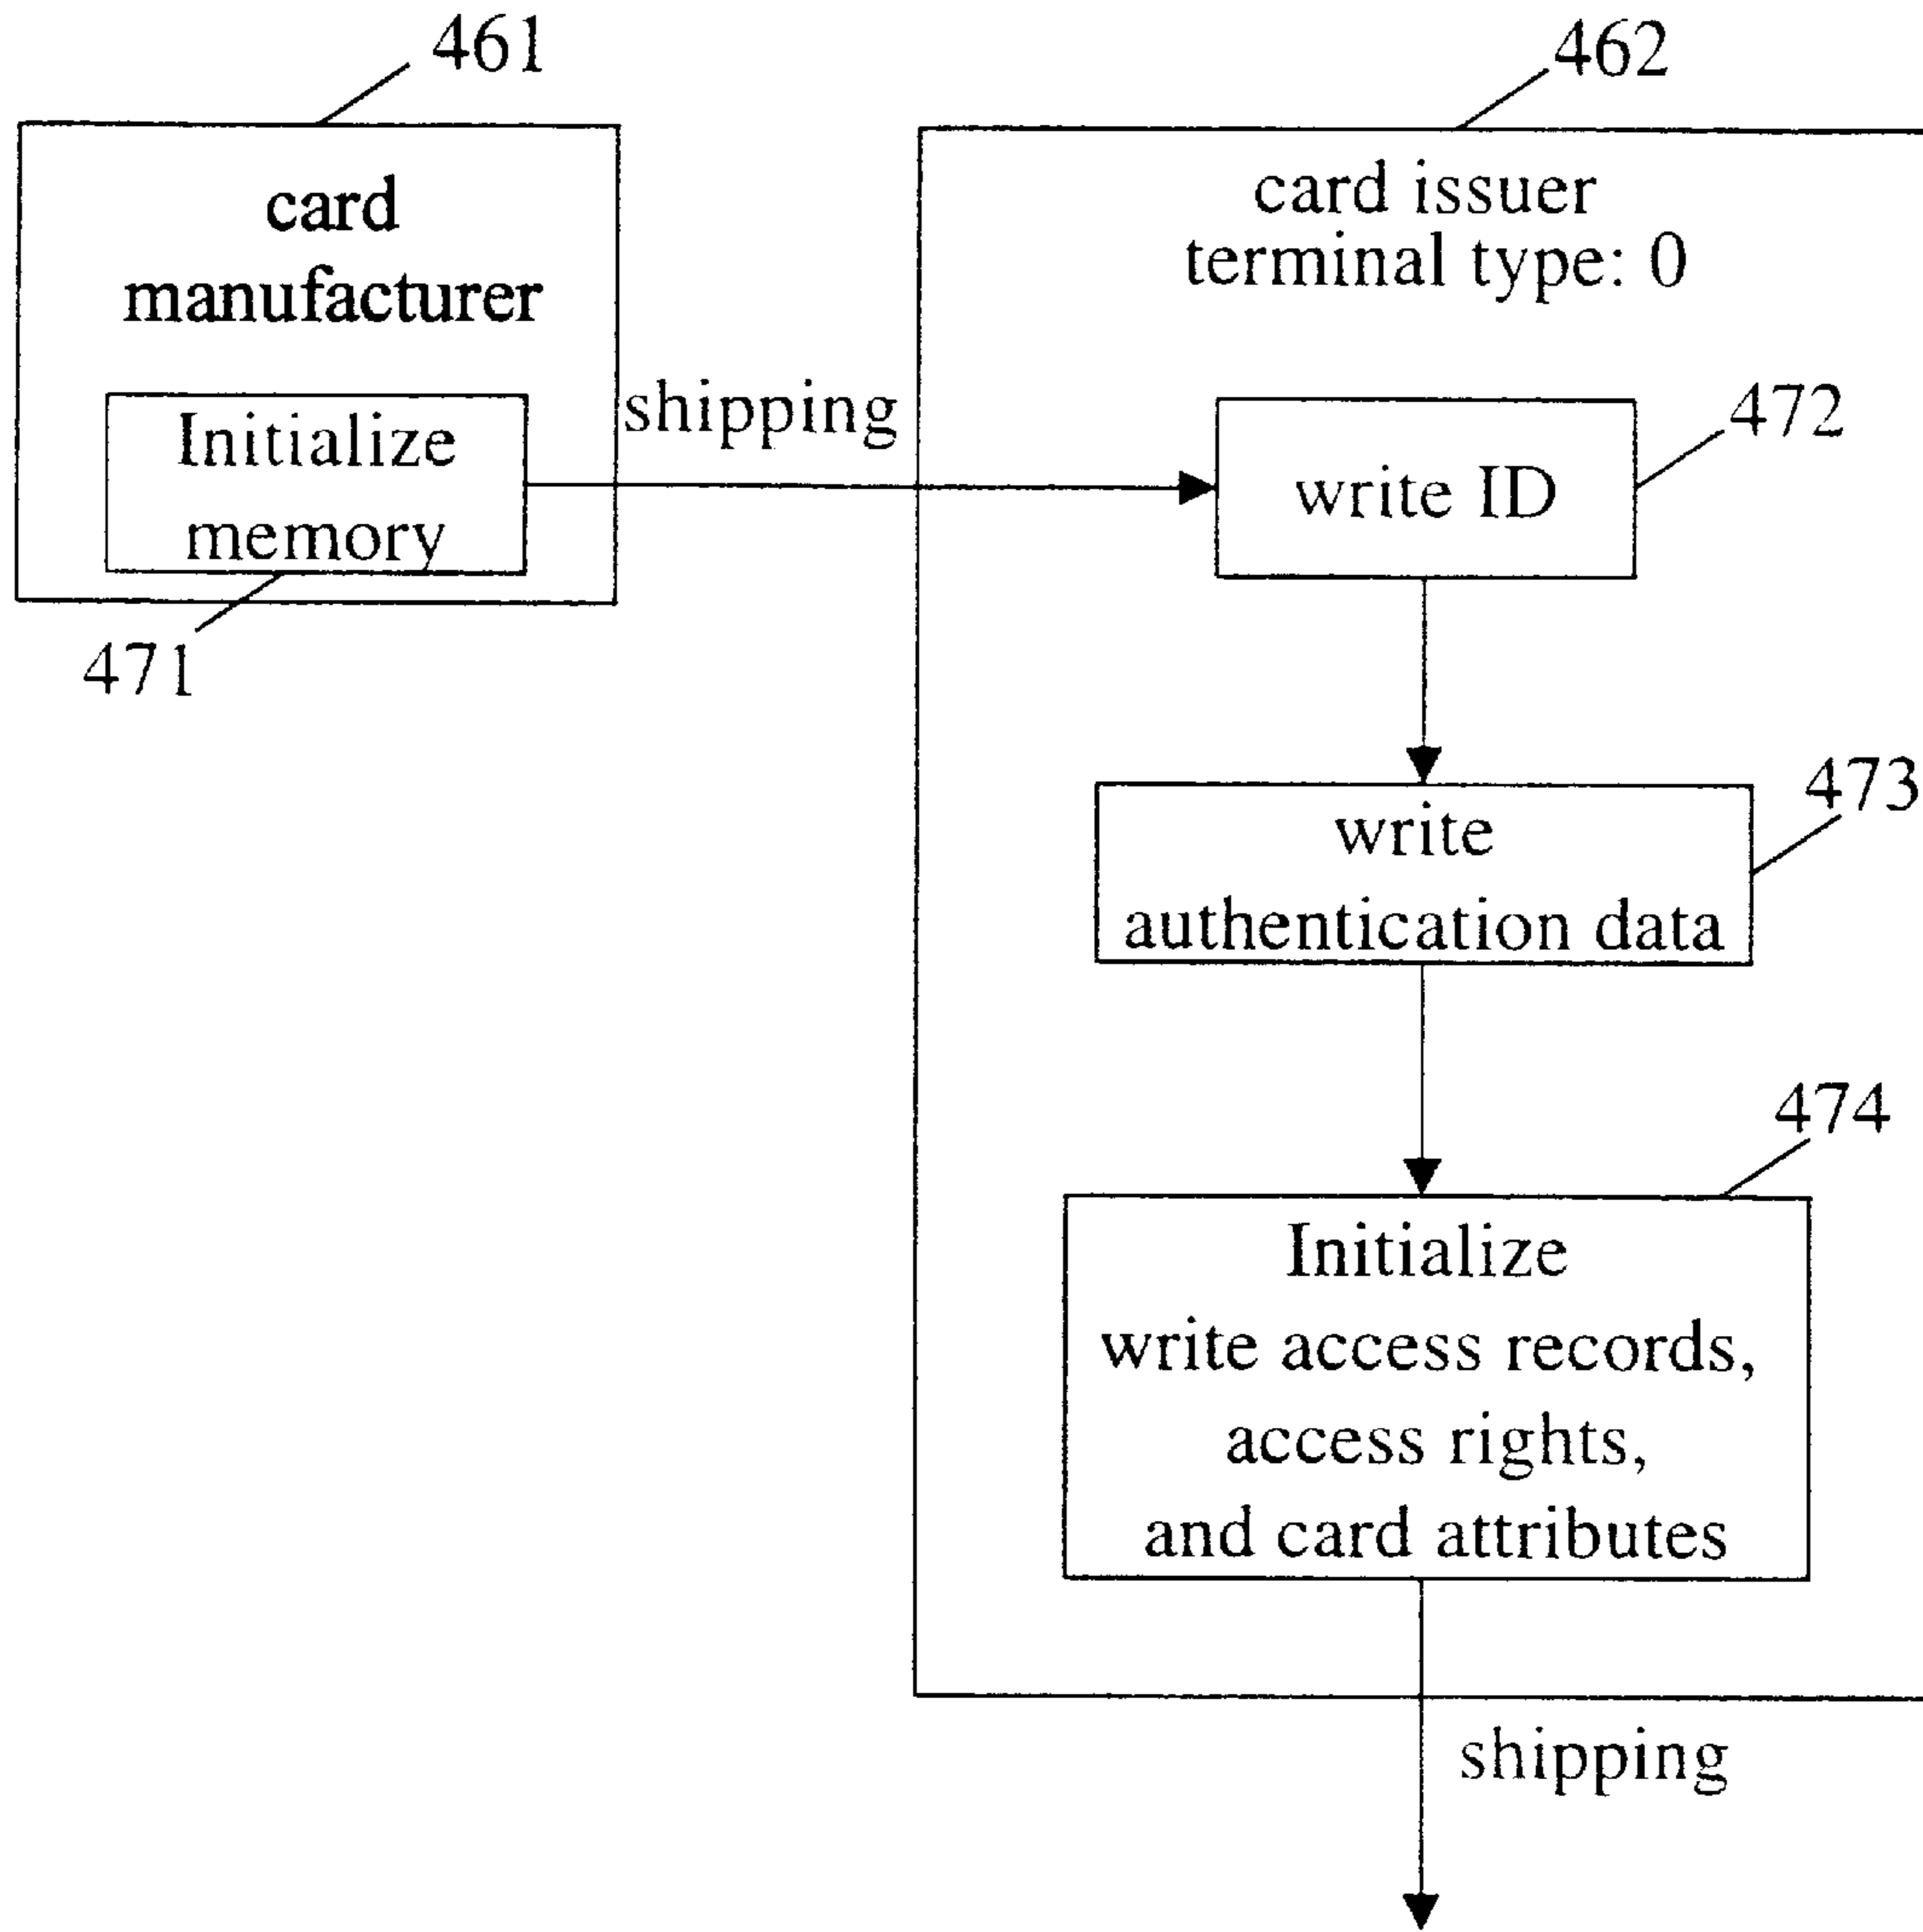 461
card
manufacturer
Initialize
memory
471
shipping
462
card issuer
terminal type: 0
write ID
472
write
authentication data
473
474
Initialize
write access records,
access rights,
and card attributes
shipping